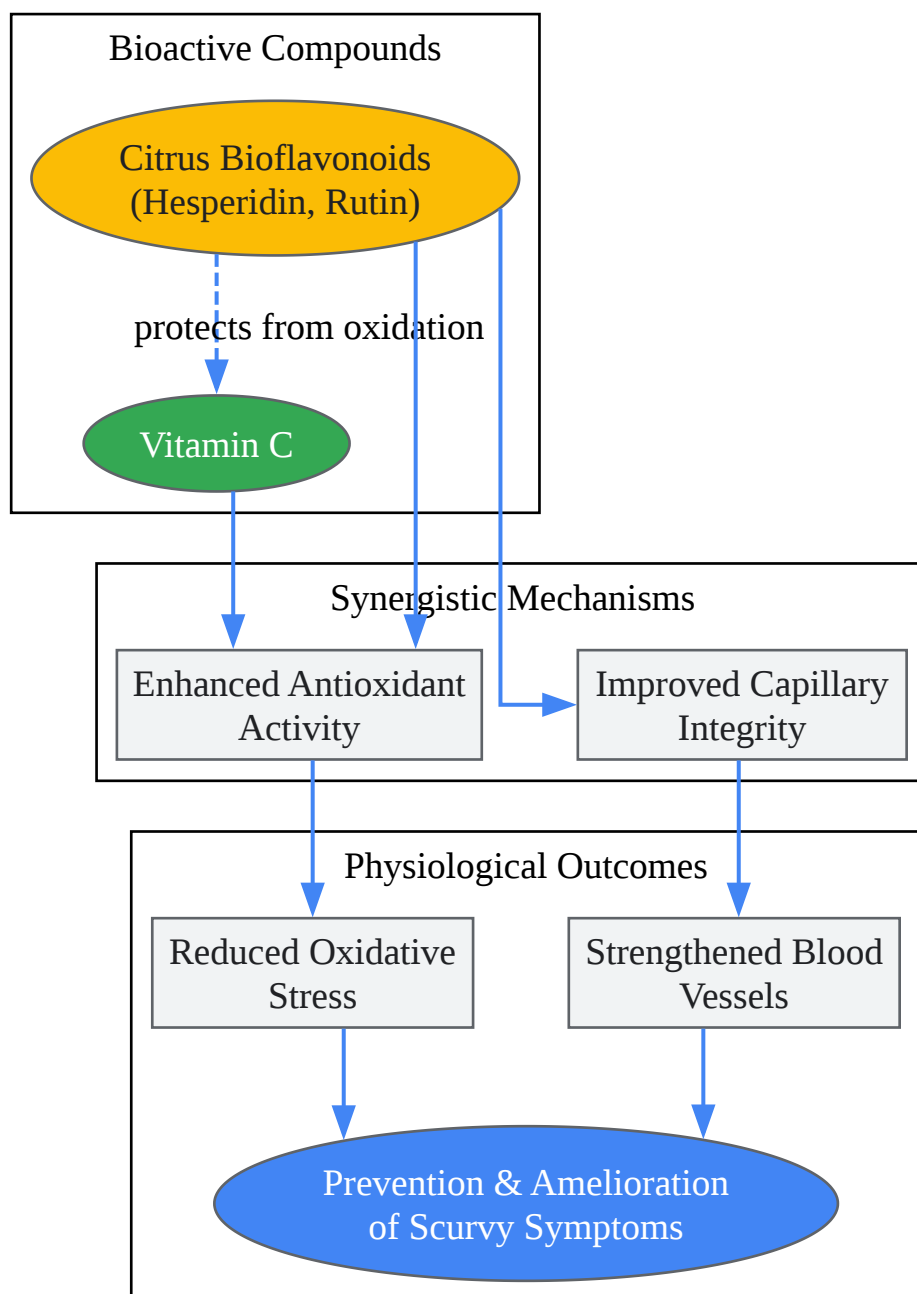 Bioactive Compounds
Citrus Bioflavonoids
(Hesperidin, Rutin)
protects from oxidation
Vitamin C
Synergistic Mechanisms
Enhanced Antioxidant
Activity
Improved Capillary
Integrity
Physiological Outcomes
Reduced Oxidative
Stress
Strengthened Blood
Vessels
Prevention & Amelioration
of Scurvy Symptoms